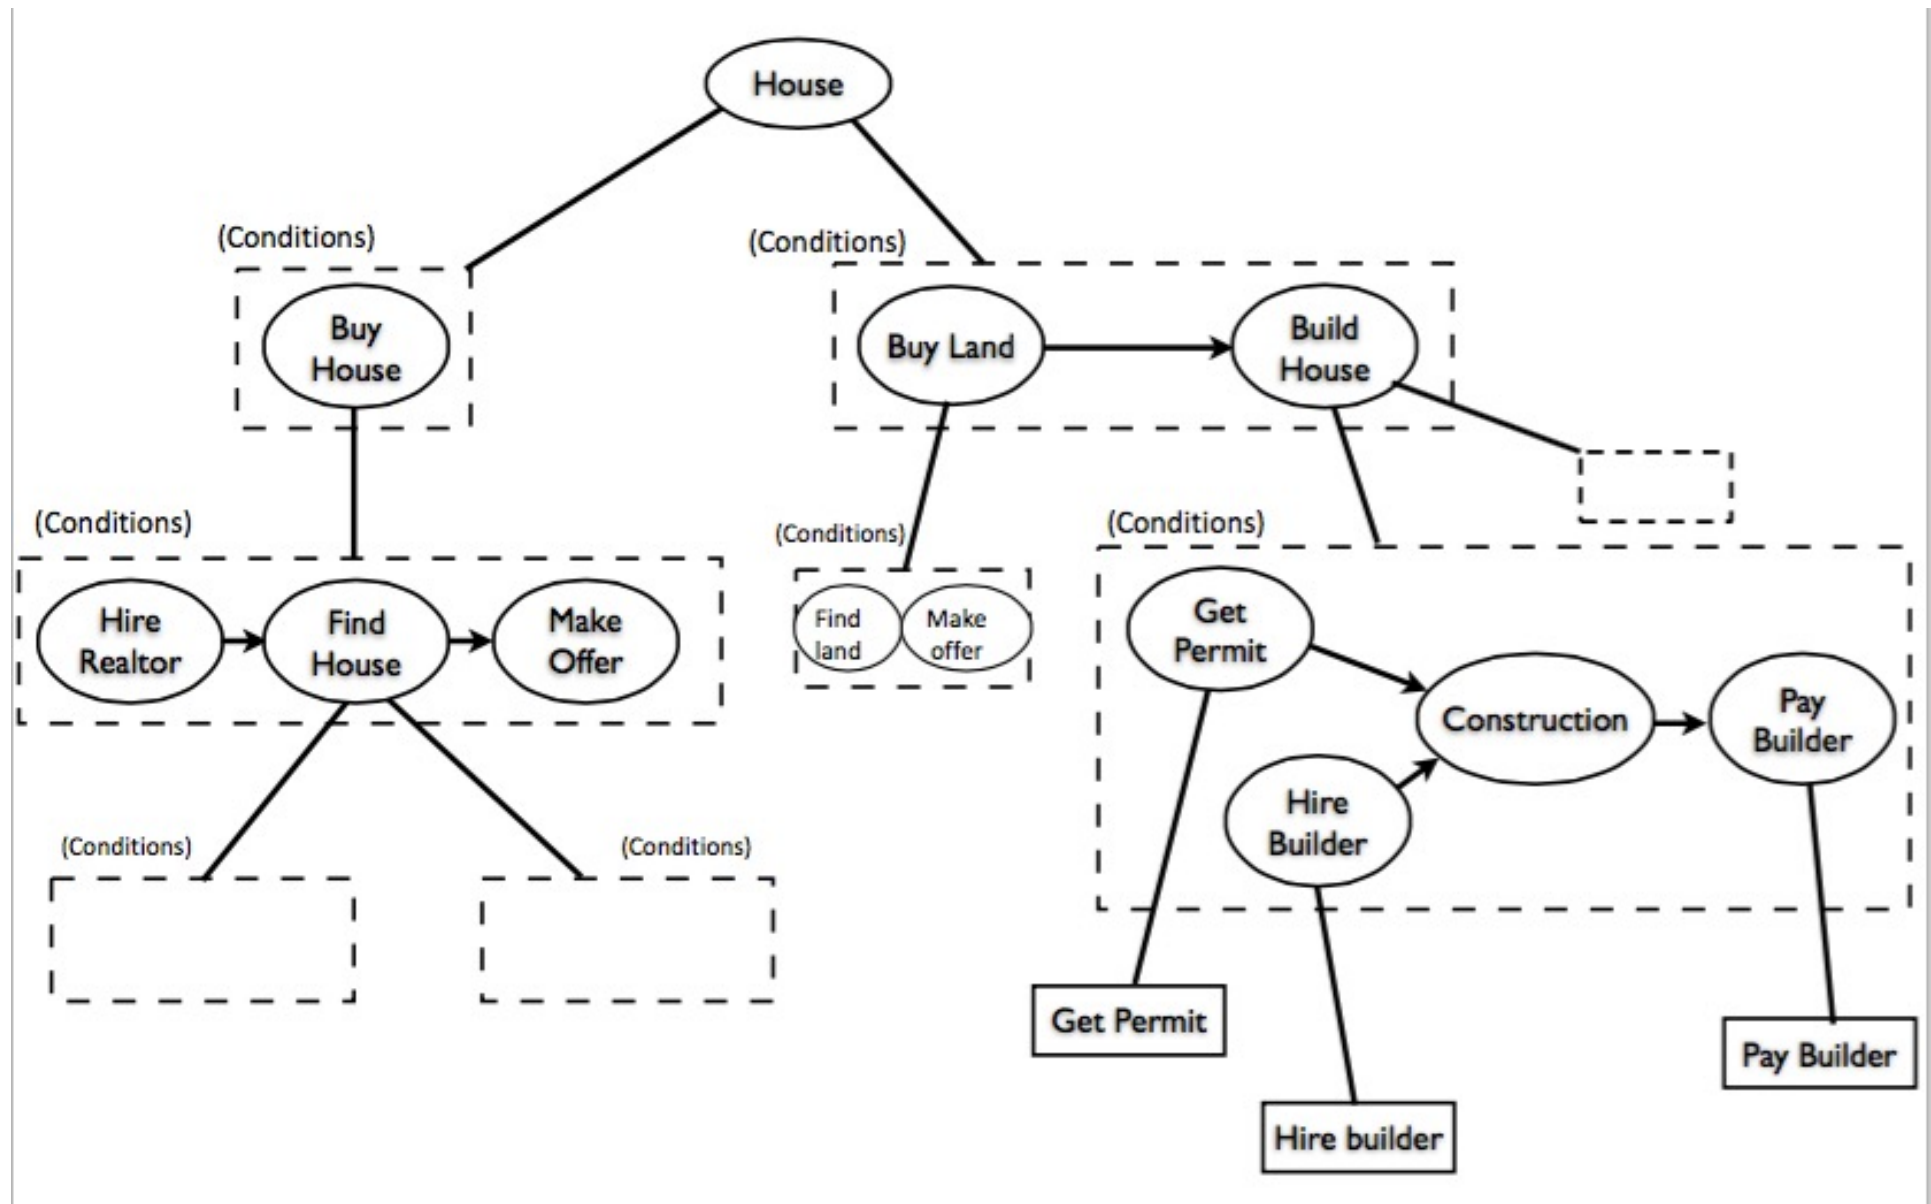 House
(Conditions)
(Conditions)
Buy
House
Buy Land
Build
House
(Conditions)
(Conditions)
(Conditions)
Hire
Realtor
Find
House
Make
Offer
Find
land
Make
offer
Get
Permit
Construction
Pay
Builder
Hire
Builder
(Conditions)
(Conditions)
Get Permit
Pay Builder
Hire builder